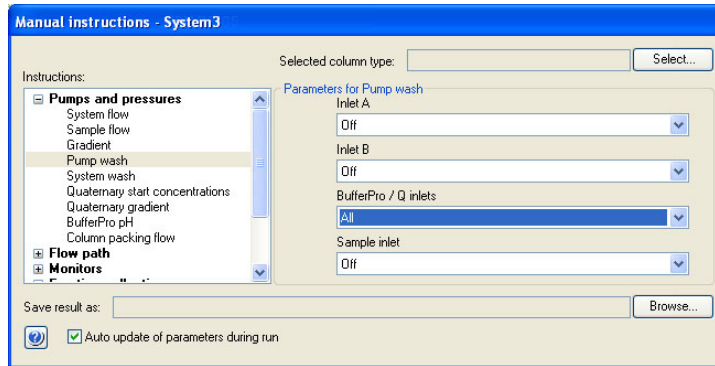 Manual instructions - System3
Selected column type:
Select...
Instructions:
Pumps and pressures
System flow
Sample flow
Gradient
Pump wash
System wash
Quaternary start concentrations
Quaternary gradient
BufferPro pH
Column packing flow
Flow path
Monitors
Parameters for Pump wash
Inlet A
Off
Inlet B
Off
BufferPro / Q inlets
All
Sample inlet
Off
Save result as:
Browse...
Auto update of parameters during run